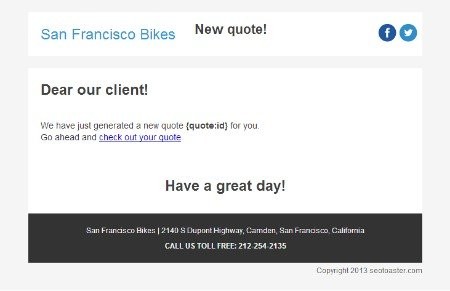 San Francisco Bikes
New quote!
Dear our client!
We have just generated a new quote {quote:id} for you.
Go ahead and check out your quote
Have a great day!
San Francisco Bikes | 2140 S Dupont Highway, Camden, San Francisco, California
CALL US TOLL FREE: 212-254-2135
Copyright 2013 seotoaster.com